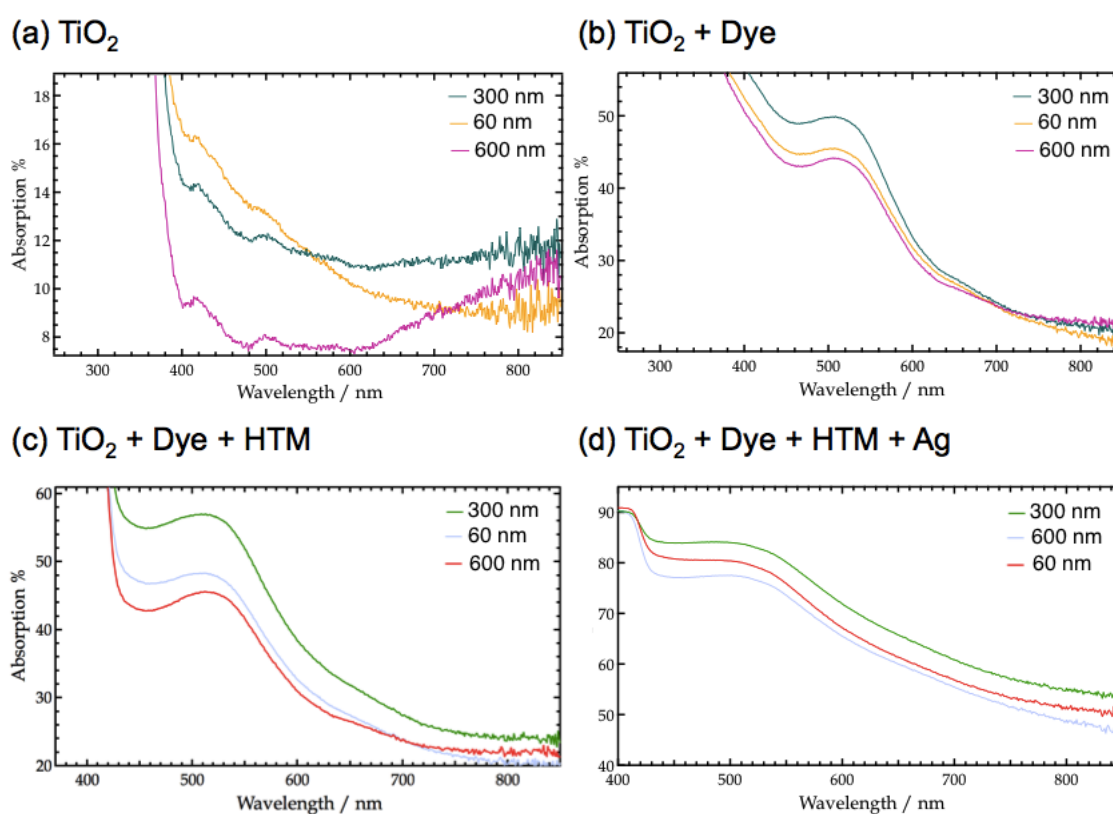 (a) TiO2
18
16
14
12
10
8
Absorption %
300 nm
60 nm
600 nm
300 400 500 600 700 800
Wavelength / nm
(b) TiO2 + Dye
50
40
30
20
Absorption %
300 nm
60 nm
600 nm
300 400 500 600 700 800
Wavelength / nm
(c) TiO2 + Dye + HTM
60
50
40
30
20
Absorption %
300 nm
60 nm
600 nm
400 500 600 700 800
Wavelength / nm
(d) TiO2 + Dye + HTM + Ag
90
80
70
60
50
40
Absorption %
300 nm
600 nm
60 nm
400 500 600 700 800
Wavelength / nm